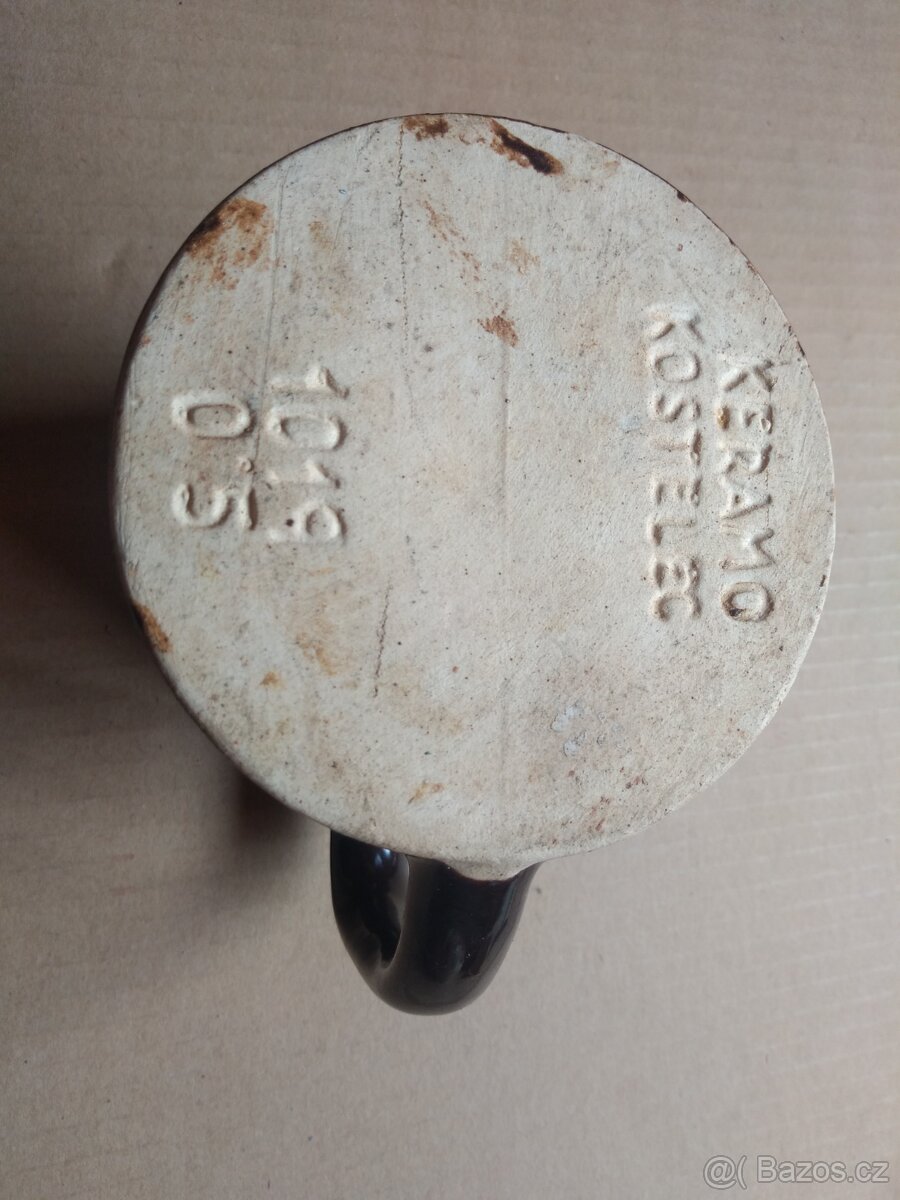 KERAMO
KOSTELEC
1019
0.5
@( Bazos.cz